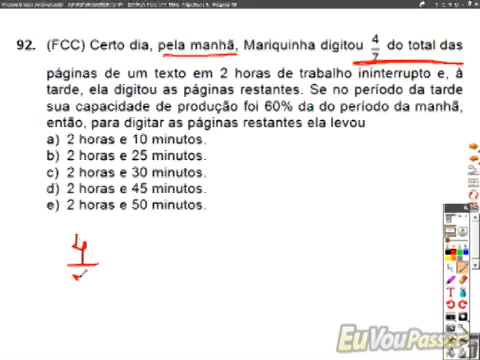 92. (FCC) Certo dia, pela manhã, Mariquinha digitou 4/7 do total das
páginas de um texto em 2 horas de trabalho ininterrupto e, à
tarde, ela digitou as páginas restantes. Se no período da tarde
sua capacidade de produção foi 60% da do período da manhã,
então, para digitar as páginas restantes ela levou
a) 2 horas e 10 minutos.
b) 2 horas e 25 minutos.
c) 2 horas e 30 minutos.
d) 2 horas e 45 minutos.
e) 2 horas e 50 minutos.
4
EuVouPassar